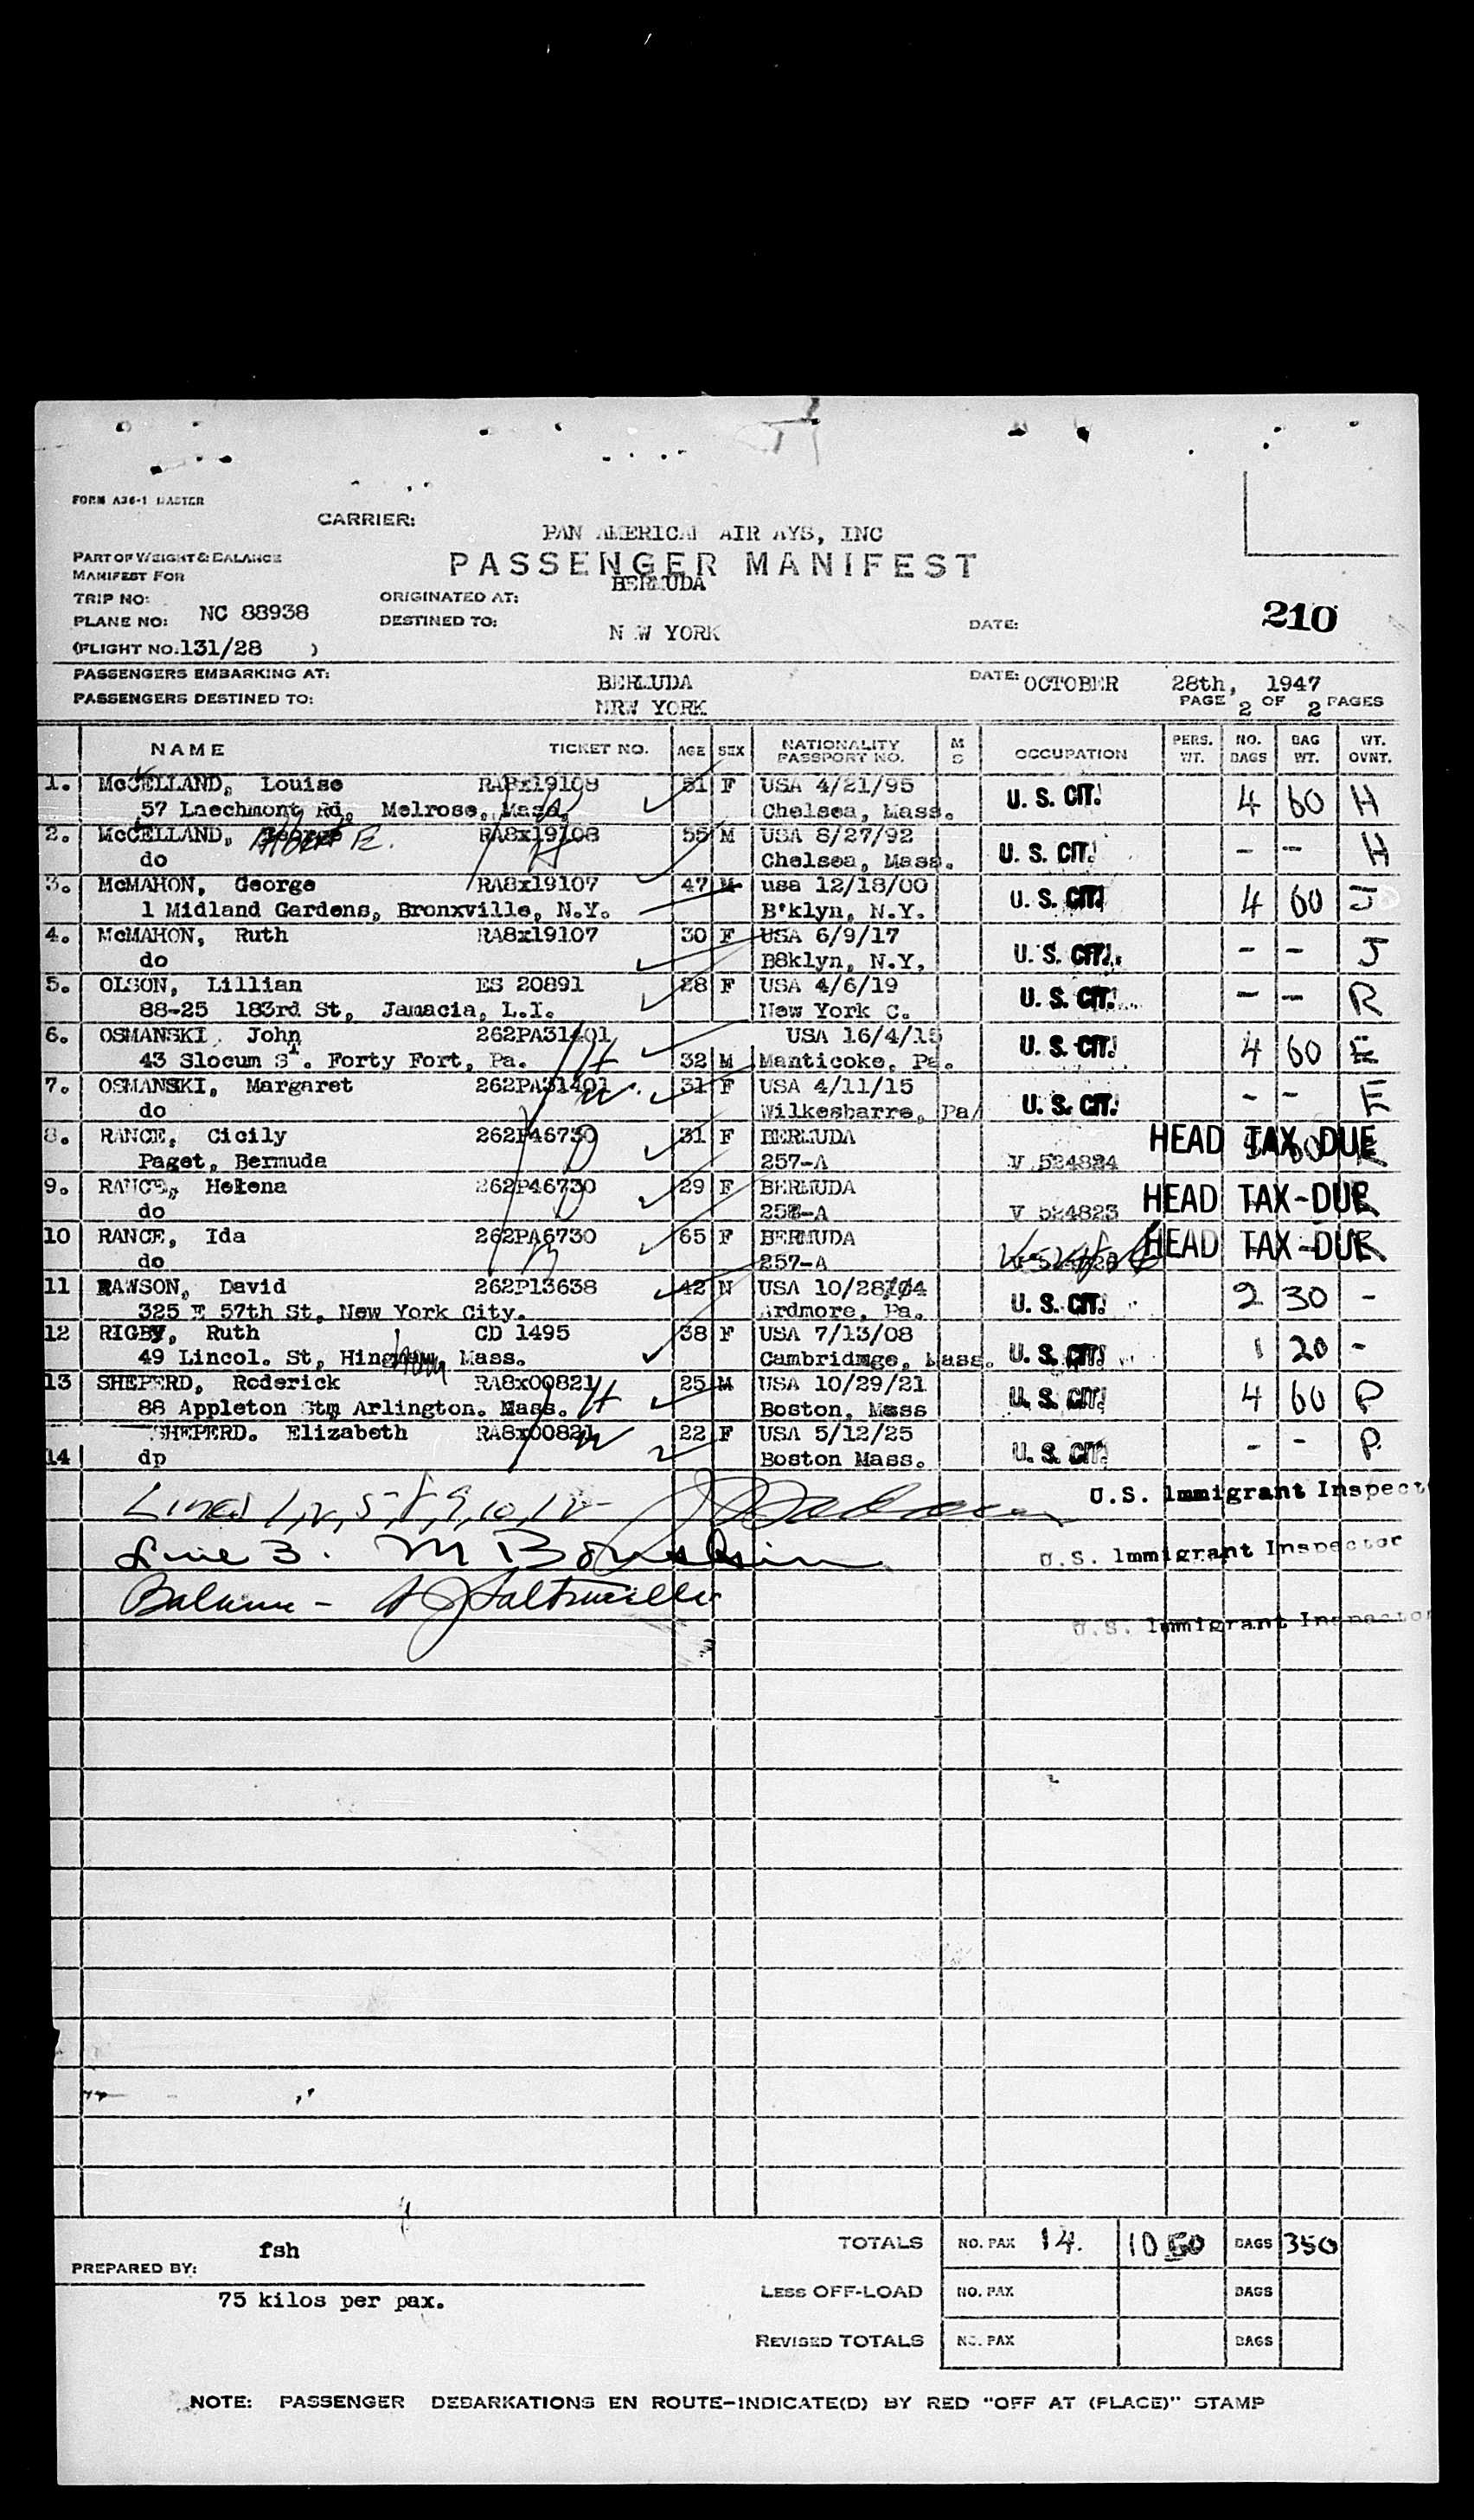 FORM A36-1 MASTER
CARRIER:
PAN AMERICAN AIR AYS, INC
PASSENGER MANIFEST
PART OF WEIGHT & BALANCE
MANIFEST FOR
TRIP NO:
ORIGINATED AT: BERMUDA
PLANE NO: NC 88938
DESTINED TO: N W YORK
DATE:
210
(FLIGHT NO. 131/28 )
PASSENGERS EMBARKING AT: BERMUDA DATE: OCTOBER 28th, 1947
PASSENGERS DESTINED TO: NRW YORK PAGE 2 OF 2 PAGES
NAME TICKET NO. AGE SEX NATIONALITY PASSPORT NO. M S OCCUPATION PERS. WT. NO. BAGS BAG WT. WT. OVNT.
1. McCELLAND, Louise RA8x19108 51 F USA 4/21/95 U. S. CIT. 4 60 H
57 Laechmont Rd, Melrose, Mass. Chelsea, Mass.
2. McCELLAND, Albert E. RA8x19108 55 M USA 8/27/92 U. S. CIT. - -- H
do Chelsea, Mass.
3. McMAHON, George RA8x19107 47 M usa 12/18/00 U. S. CIT. 4 60 J
1 Midland Gardens, Bronxville, N.Y. B'klyn, N.Y.
4. McMAHON, Ruth RA8x19107 30 F USA 6/9/17 U. S. CIT. - - J
do B8klyn, N.Y,
5. OLSON, Lillian ES 20891 28 F USA 4/6/19 U. S. CIT. - -- R
88-25 183rd St, Jamacia, L.I. New York C.
6. OSMANSKI, John 262PA31401 USA 16/4/15 U. S. CIT. 4 60 E
43 Slocum St. Forty Fort, Pa. 32 M Manticoke, Pa.
7. OSMANSKI, Margaret 262PA31401 W. 31 F USA 4/11/15 U. S. CIT. - -- E
do Wilkesbarre, Pa/
8. RANCE, Cicily 262P46730 31 F BERMUDA HEAD TAX DUE
Paget, Bermuda 257-A V 524824
9. RANCE, Helena 262P46730 29 F BERMUDA HEAD TAX-DUE
do 257-A V 524823
10 RANCE, Ida 262PA6730 65 F BERMUDA HEAD TAX-DUE
do 257-A
11 RAWSON, David 262P13638 42 N USA 10/28/04 U. S. CIT. 2 30 -
325 E 57th St, New York City. Ardmore, Pa.
12 RIGBY, Ruth CD 1495 38 F USA 7/13/08 U. S. CIT. 1 20 -
49 Lincol. St, Hingham, Mass. Cambridmge, Mass.
13 SHEPERD, Roderick RA8x00821 H 25 M USA 10/29/21 U. S. CIT. 4 60 P
88 Appleton Stm Arlington. Mass. Boston, Mass
SHEPERD. Elizabeth RA8x00821 W 22 F USA 5/12/25 U. S. CIT. - - P
14 dp Boston Mass.
Lines 1,2,5,8,9,10,12- U.S. Immigrant Inspect
Line 3. M U.S. Immigrant Inspector
Balance - U.S. Immigrant Inspector
TOTALS NO. PAX 14. 1050 BAGS 350
fsh
PREPARED BY:
LESS OFF-LOAD NO. PAX BAGS
75 kilos per pax.
REVISED TOTALS NO. PAX BAGS
NOTE: PASSENGER DEBARKATIONS EN ROUTE-INDICATE(D) BY RED "OFF AT (PLACE)" STAMP